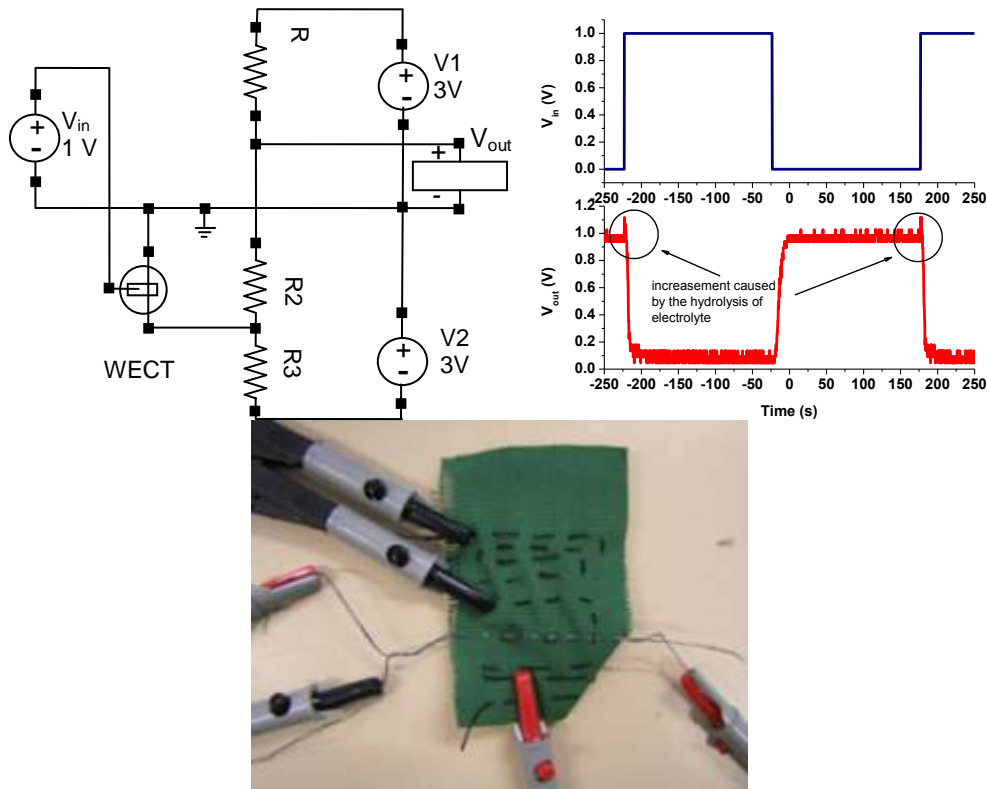 R
V1
3V
Vin
1 V
+
-
+
-
Vout
+
-
R2
WECT
R3
V2
3V
+
-
Vin (V)
1.0
0.8
0.6
0.4
0.2
0.0
-250 -200 -150 -100 -50 0 50 100 150 200 250
Vout (V)
1.2
1.0
0.8
0.6
0.4
0.2
0.0
increasement caused
by the hydrolysis of
electrolyte
-250 -200 -150 -100 -50 0 50 100 150 200 250
Time (s)